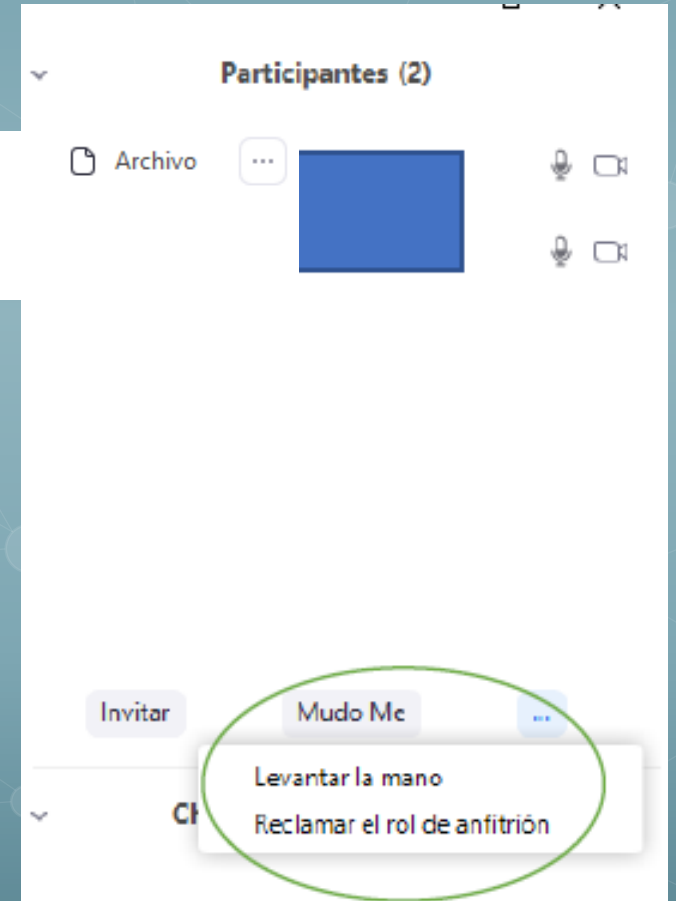 Participantes (2)
Archivo ...
Invitar Mudo Me ...
Levantar la mano
Reclamar el rol de anfitrión